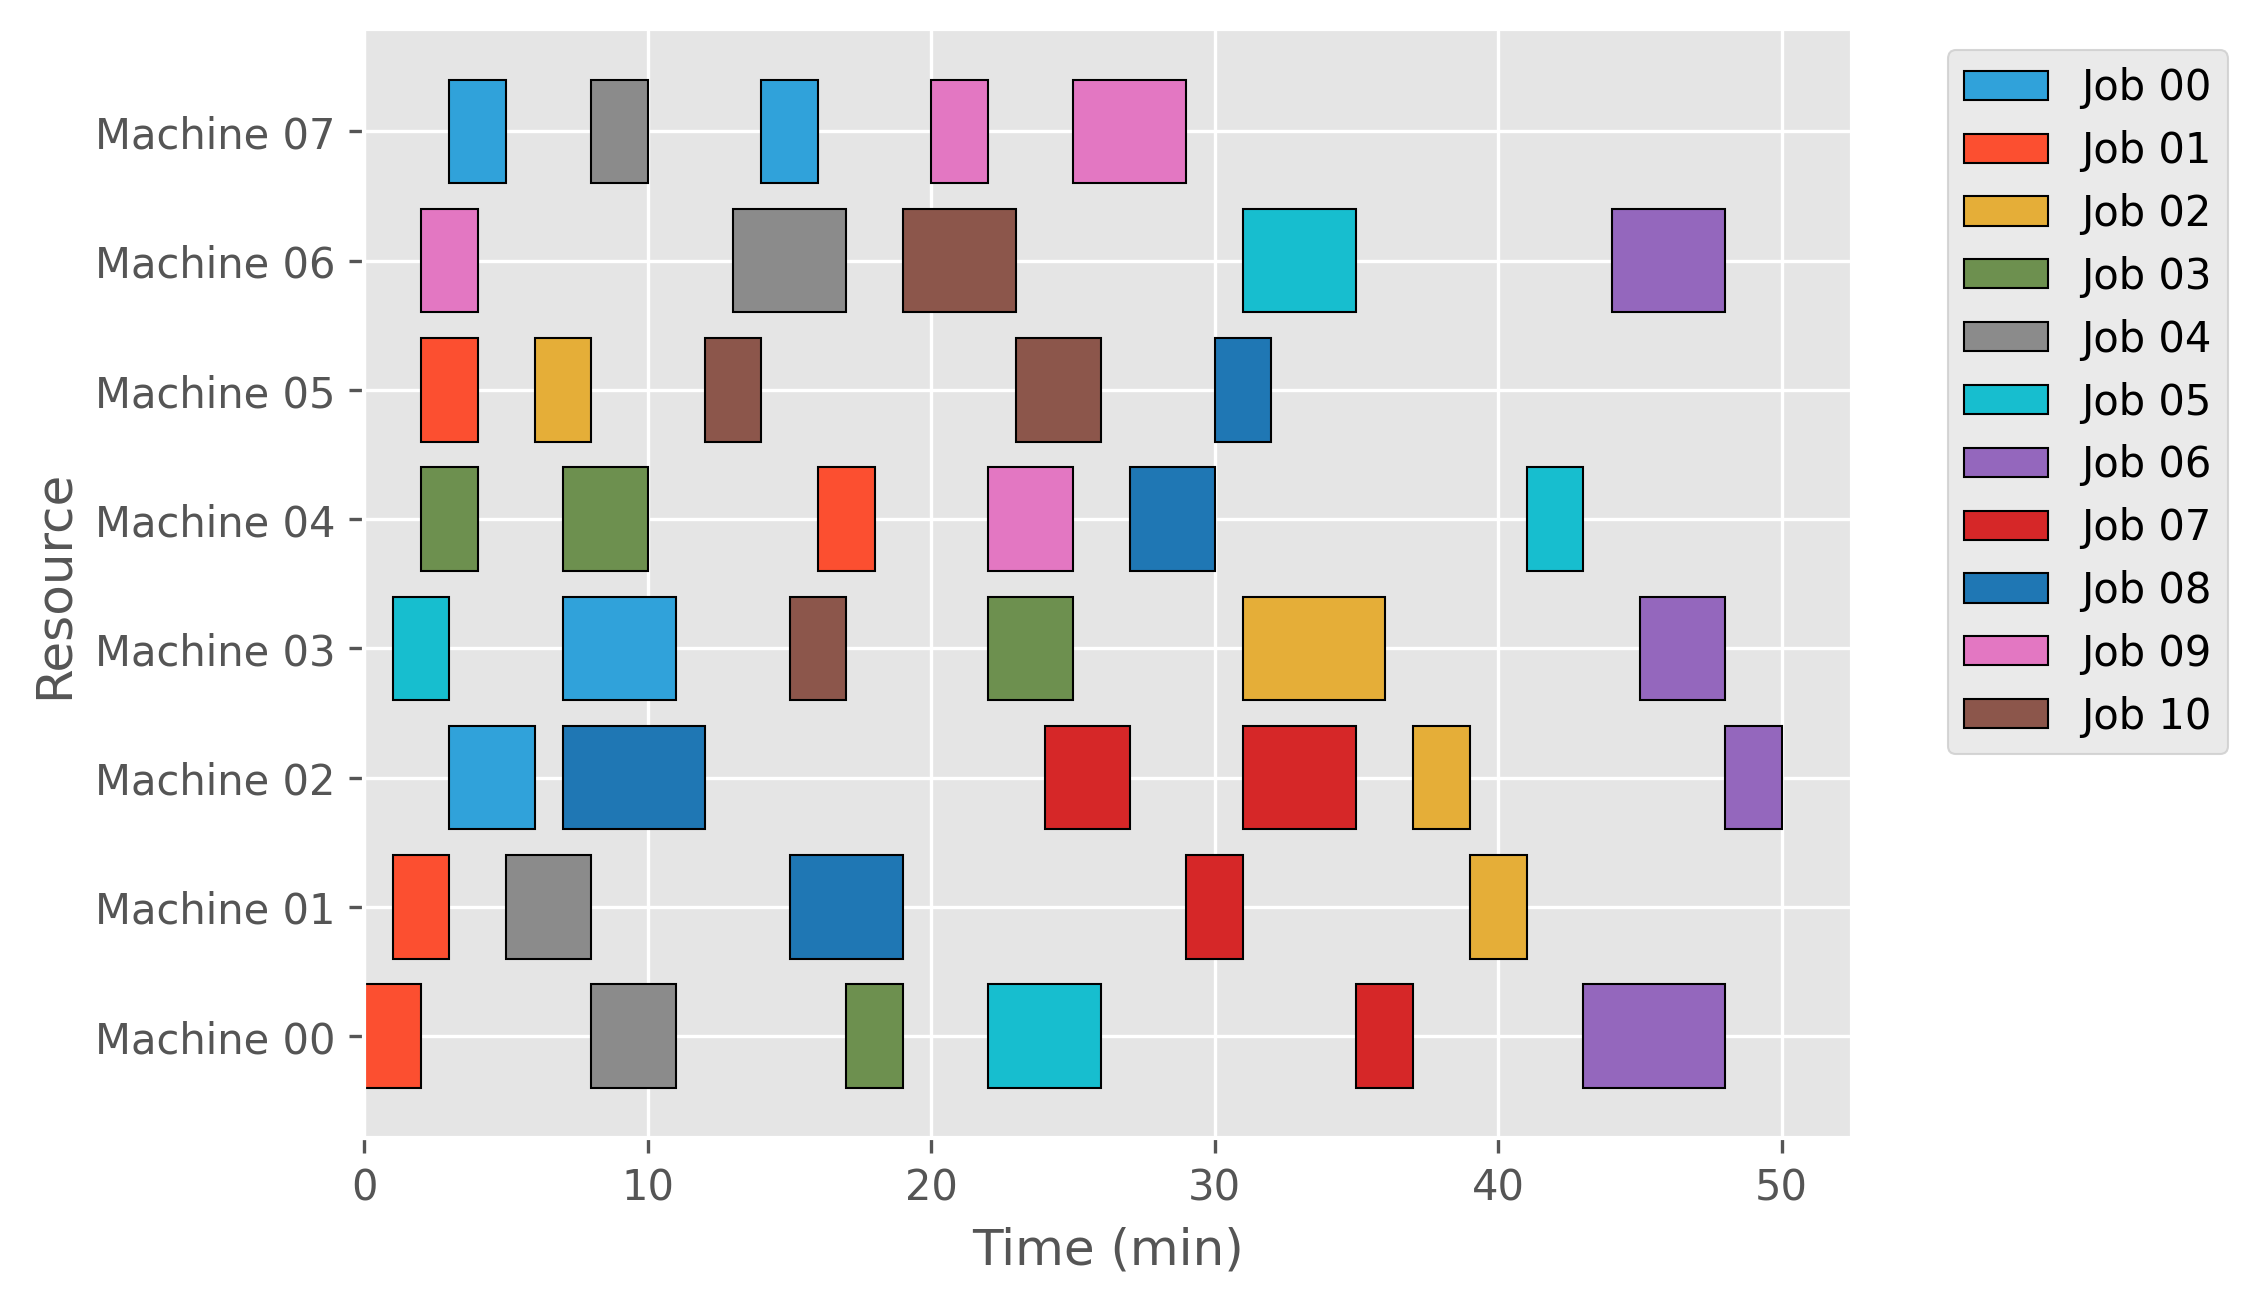 Machine 07
Machine 06
Machine 05
Machine 04
Machine 03
Machine 02
Machine 01
Machine 00
Resource
0
10
20
30
40
50
Time (min)
Job 00
Job 01
Job 02
Job 03
Job 04
Job 05
Job 06
Job 07
Job 08
Job 09
Job 10